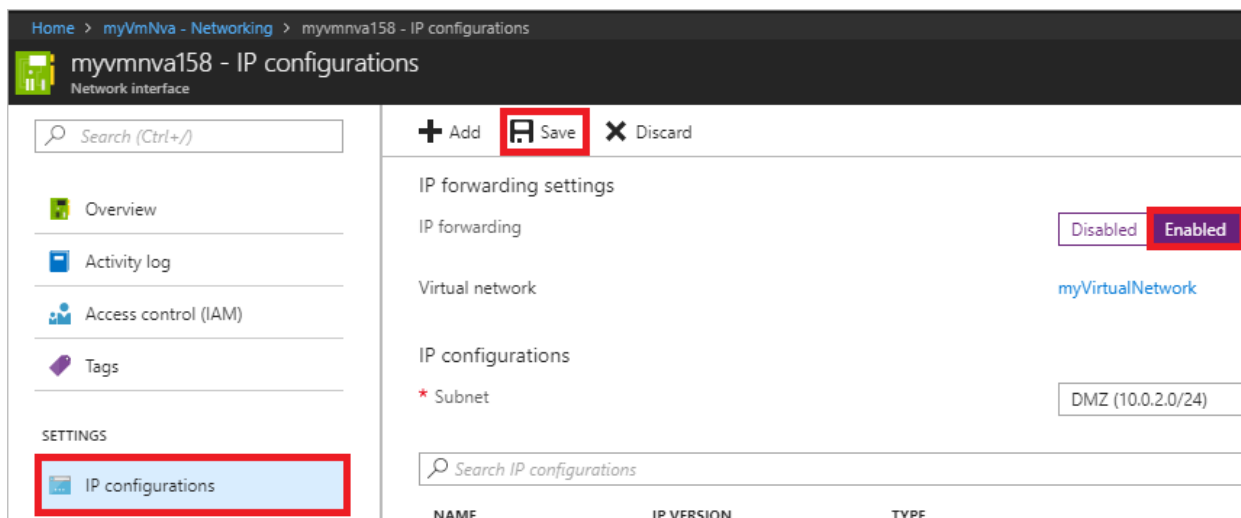 Home > myVmNva - Networking > myvmnva158 - IP configurations
myvmnva158 - IP configurations
Network interface
Search (Ctrl+/)
Overview
Activity log
Access control (IAM)
Tags
SETTINGS
IP configurations
Add Save Discard
IP forwarding settings
IP forwarding Disabled Enabled
Virtual network myVirtualNetwork
IP configurations
* Subnet DMZ (10.0.2.0/24)
Search IP configurations
NAME IP VERSION TYPE